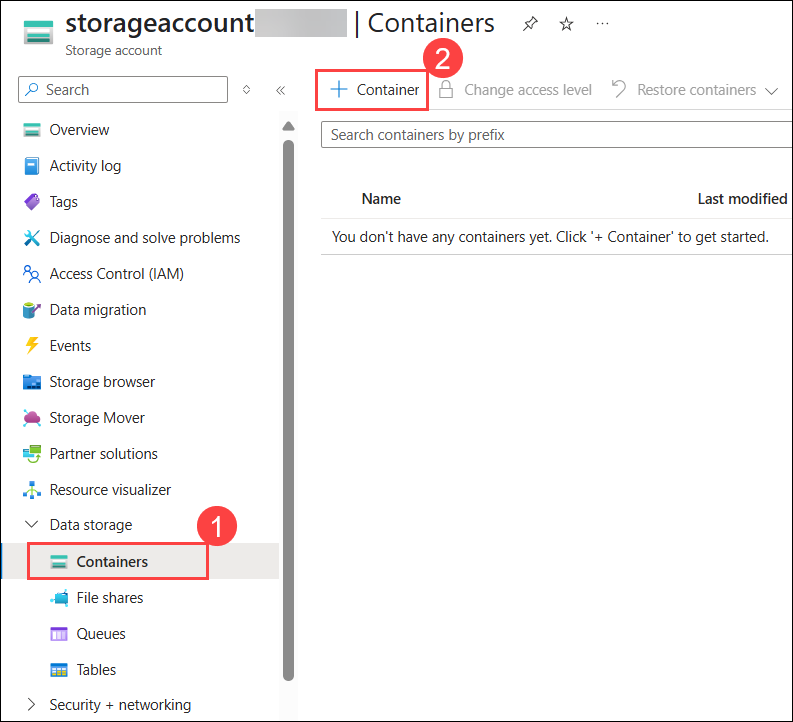 storageaccount | Containers
Storage account
Search
2
Container
Change access level
Restore containers
Search containers by prefix
Name
Last modified
You don't have any containers yet. Click '+ Container' to get started.
Overview
Activity log
Tags
Diagnose and solve problems
Access Control (IAM)
Data migration
Events
Storage browser
Storage Mover
Partner solutions
Resource visualizer
Data storage
1
Containers
File shares
Queues
Tables
Security + networking